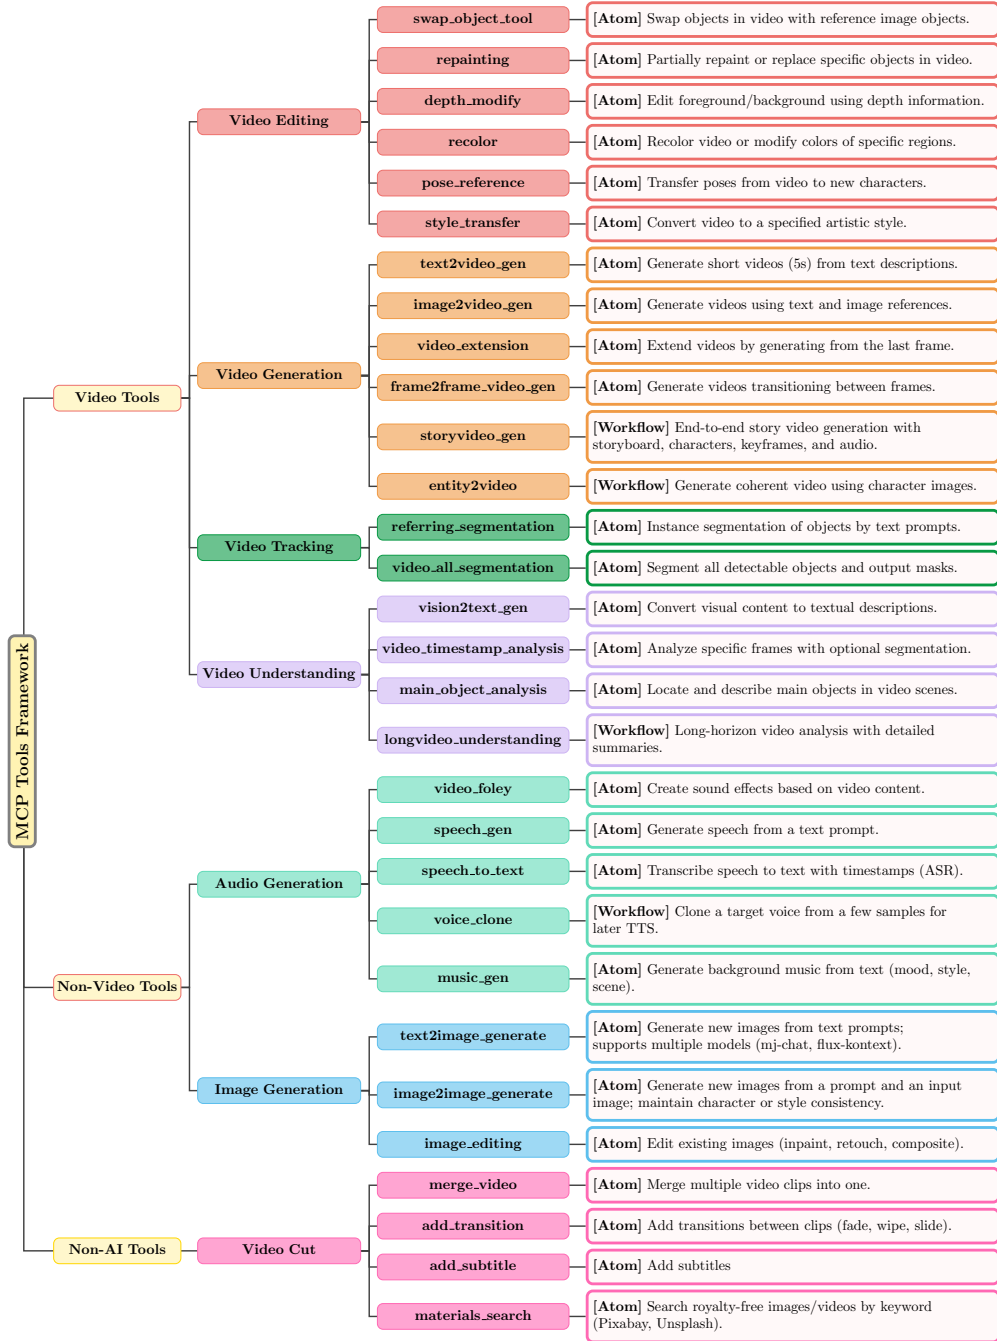 MCP Tools Framework
Video Tools
Video Editing
swap_object_tool
[Atom] Swap objects in video with reference image objects.
repainting
[Atom] Partially repaint or replace specific objects in video.
depth_modify
[Atom] Edit foreground/background using depth information.
recolor
[Atom] Recolor video or modify colors of specific regions.
pose_reference
[Atom] Transfer poses from video to new characters.
style_transfer
[Atom] Convert video to a specified artistic style.
Video Generation
text2video_gen
[Atom] Generate short videos (5s) from text descriptions.
image2video_gen
[Atom] Generate videos using text and image references.
video_extension
[Atom] Extend videos by generating from the last frame.
frame2frame_video_gen
[Atom] Generate videos transitioning between frames.
storyvideo_gen
[Workflow] End-to-end story video generation with
storyboard, characters, keyframes, and audio.
entity2video
[Workflow] Generate coherent video using character images.
Video Tracking
referring_segmentation
[Atom] Instance segmentation of objects by text prompts.
video_all_segmentation
[Atom] Segment all detectable objects and output masks.
Video Understanding
vision2text_gen
[Atom] Convert visual content to textual descriptions.
video_timestamp_analysis
[Atom] Analyze specific frames with optional segmentation.
main_object_analysis
[Atom] Locate and describe main objects in video scenes.
longvideo_understanding
[Workflow] Long-horizon video analysis with detailed
summaries.
Non-Video Tools
Audio Generation
video_foley
[Atom] Create sound effects based on video content.
speech_gen
[Atom] Generate speech from a text prompt.
speech_to_text
[Atom] Transcribe speech to text with timestamps (ASR).
voice_clone
[Workflow] Clone a target voice from a few samples for
later TTS.
music_gen
[Atom] Generate background music from text (mood, style,
scene).
Image Generation
text2image_generate
[Atom] Generate new images from text prompts;
supports multiple models (mj-chat, flux-kontext).
image2image_generate
[Atom] Generate new images from a prompt and an input
image; maintain character or style consistency.
image_editing
[Atom] Edit existing images (inpaint, retouch, composite).
Non-AI Tools
Video Cut
merge_video
[Atom] Merge multiple video clips into one.
add_transition
[Atom] Add transitions between clips (fade, wipe, slide).
add_subtitle
[Atom] Add subtitles
materials_search
[Atom] Search royalty-free images/videos by keyword
(Pixabay, Unsplash).